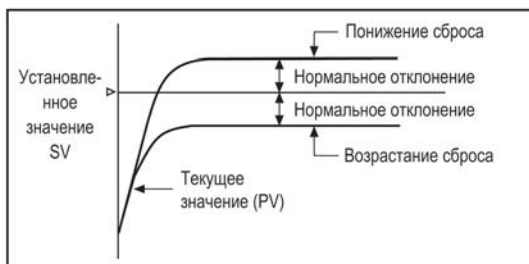 Понижение сброса
Нормальное отклонение
Установле-
нное
значение
SV
Нормальное отклонение
Возрастание сброса
Текущее
значение (PV)